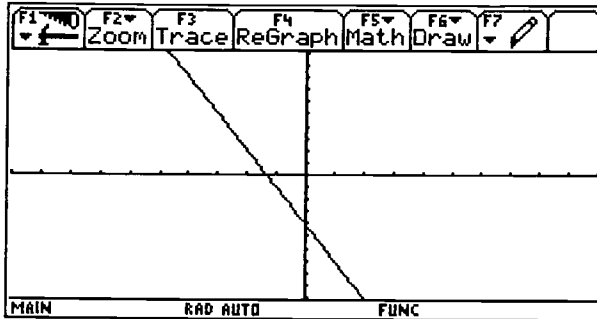 F1 F2 F3 F4 F5 F6 F7
Zoom Trace ReGraph Math Draw
MAIN RAD AUTO FUNC